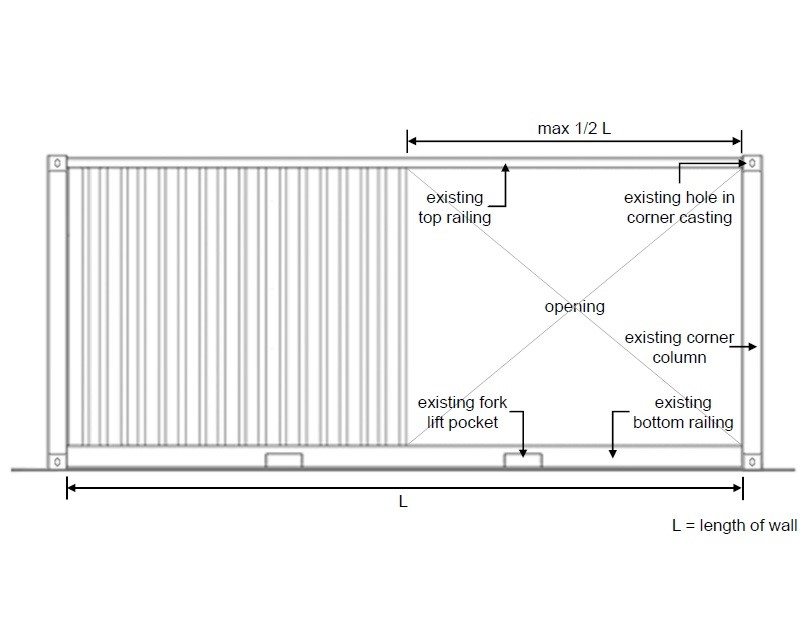 max 1/2 L
existing
top railing
existing hole in
corner casting
opening
existing corner
column
existing fork
lift pocket
existing
bottom railing
L
L = length of wall